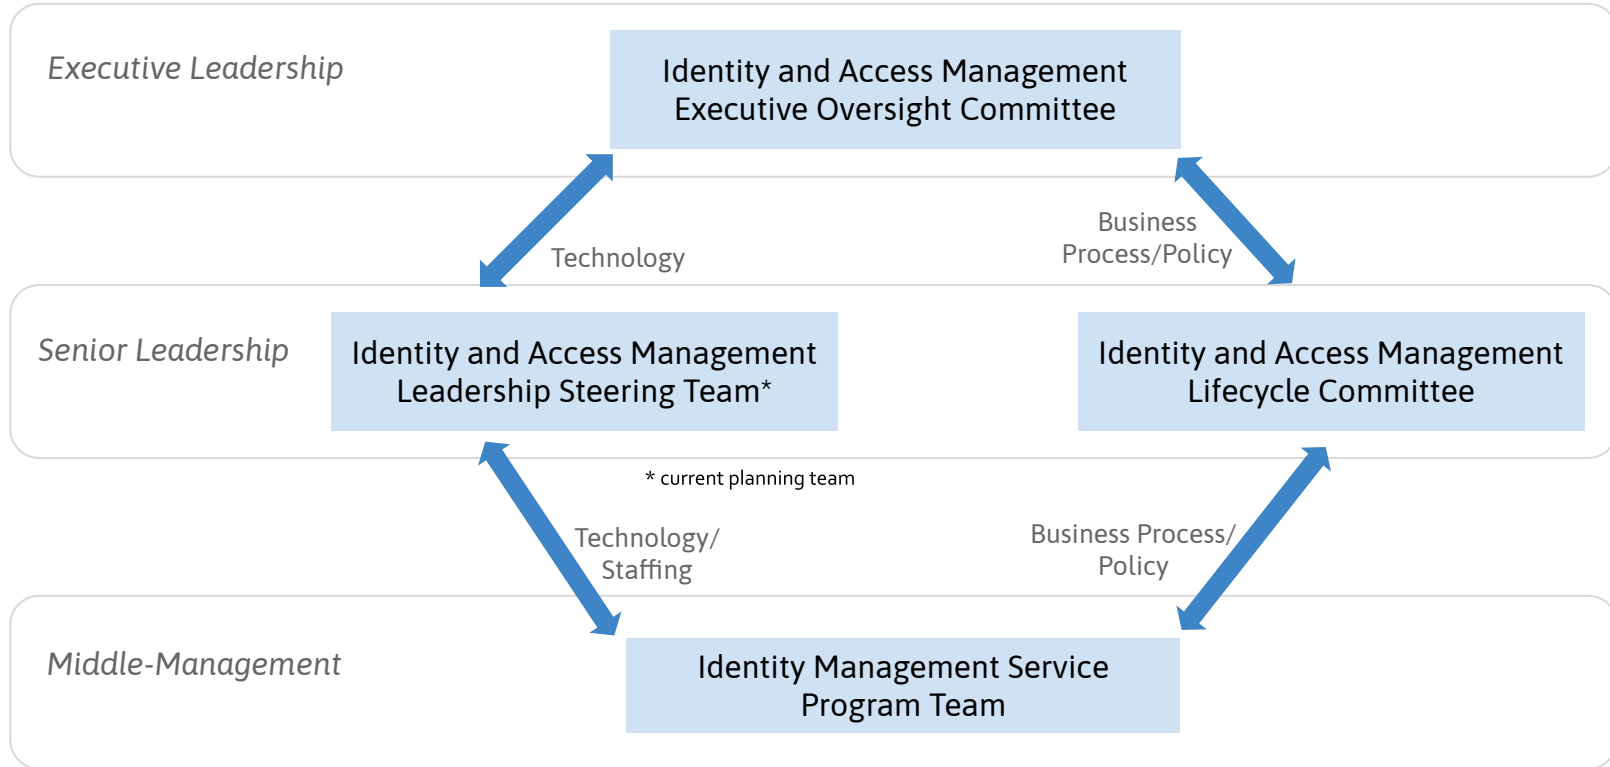 Executive Leadership
Identity and Access Management
Executive Oversight Committee
Technology
Business
Process/Policy
Senior Leadership
Identity and Access Management
Leadership Steering Team*
Identity and Access Management
Lifecycle Committee
* current planning team
Technology/
Staffing
Business Process/
Policy
Middle-Management
Identity Management Service
Program Team